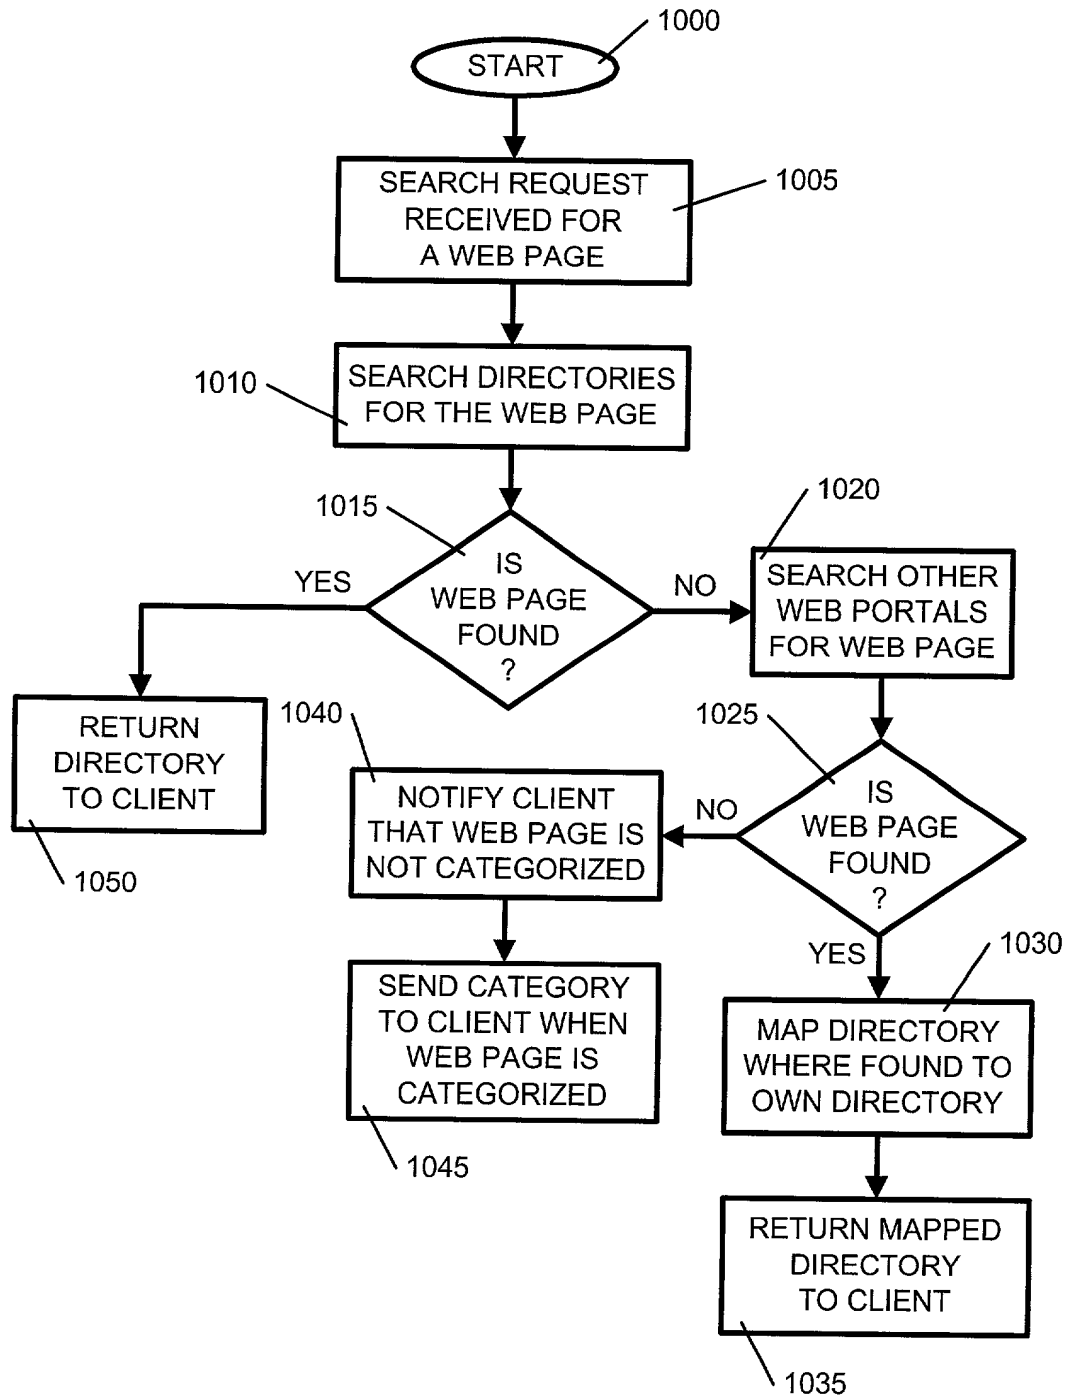 1000
START
SEARCH REQUEST
RECEIVED FOR
A WEB PAGE
1005
SEARCH DIRECTORIES
FOR THE WEB PAGE
1010
1015
IS
WEB PAGE
FOUND
?
YES
NO
1020
SEARCH OTHER
WEB PORTALS
FOR WEB PAGE
RETURN
DIRECTORY
TO CLIENT
1050
1025
IS
WEB PAGE
FOUND
?
NO
YES
1040
NOTIFY CLIENT
THAT WEB PAGE IS
NOT CATEGORIZED
SEND CATEGORY
TO CLIENT WHEN
WEB PAGE IS
CATEGORIZED
1045
1030
MAP DIRECTORY
WHERE FOUND TO
OWN DIRECTORY
RETURN MAPPED
DIRECTORY
TO CLIENT
1035